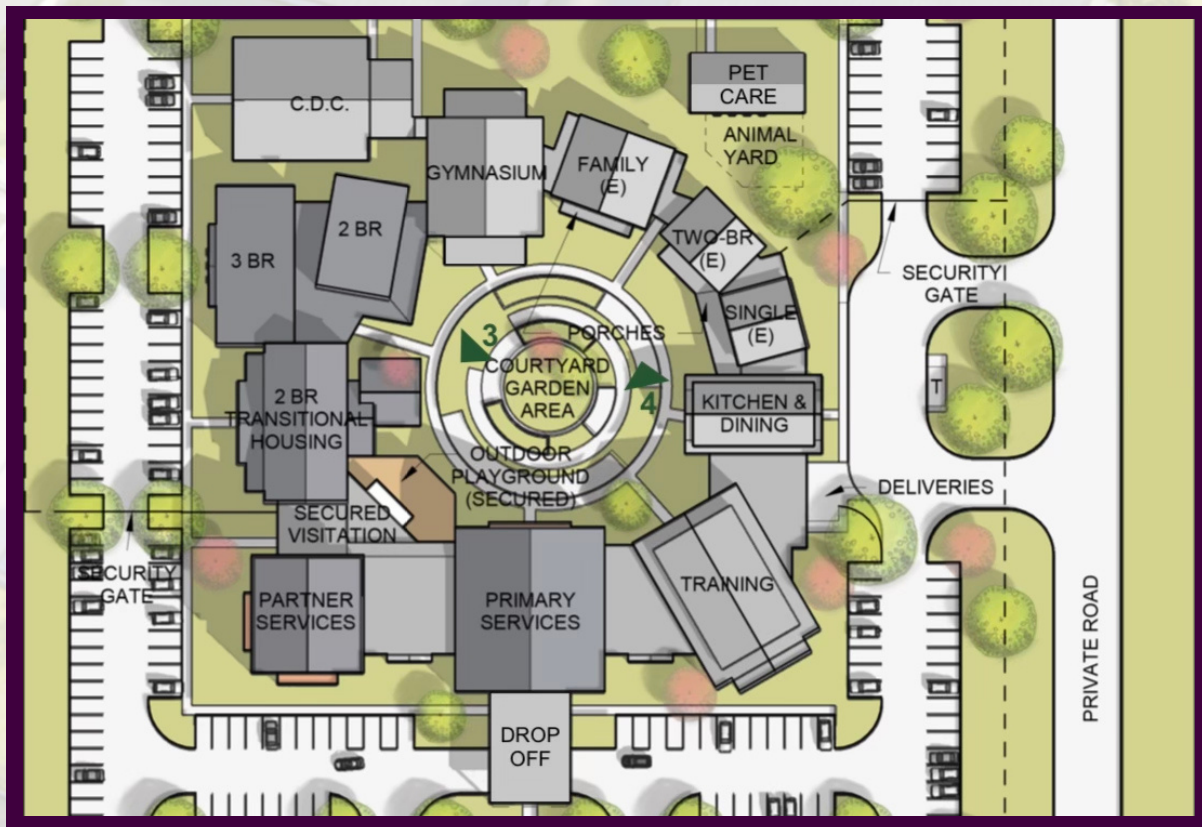 PET
CARE
C.D.C.
ANIMAL
YARD
GYMNASIUM
FAMILY
(E)
2 BR
3 BR
TWO-BR
(E)
SECURITY
GATE
SINGLE
(E)
3
PORCHES
COURTYARD
GARDEN
AREA
4
T
2 BR
TRANSITIONAL
HOUSING
KITCHEN &
DINING
OUTDOOR
PLAYGROUND
(SECURED)
DELIVERIES
SECURED
VISITATION
SECURITY
GATE
PARTNER
SERVICES
PRIMARY
SERVICES
TRAINING
PRIVATE ROAD
DROP
OFF